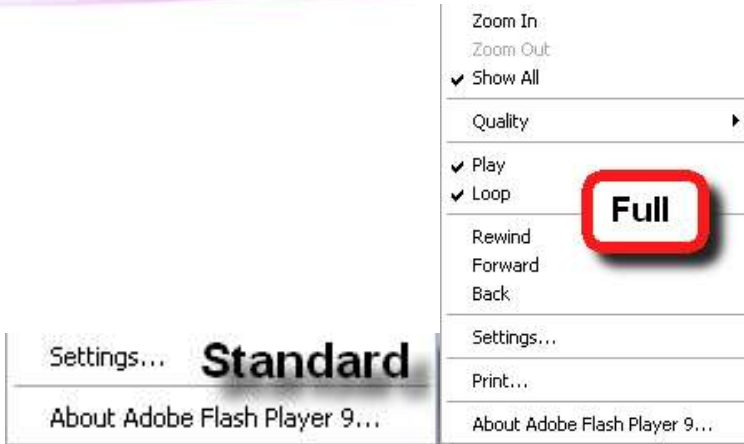 Zoom In
Zoom Out
Show All
Quality
Play
Loop
Full
Rewind
Forward
Back
Settings...
Print...
About Adobe Flash Player 9...
Settings...
Standard
About Adobe Flash Player 9...